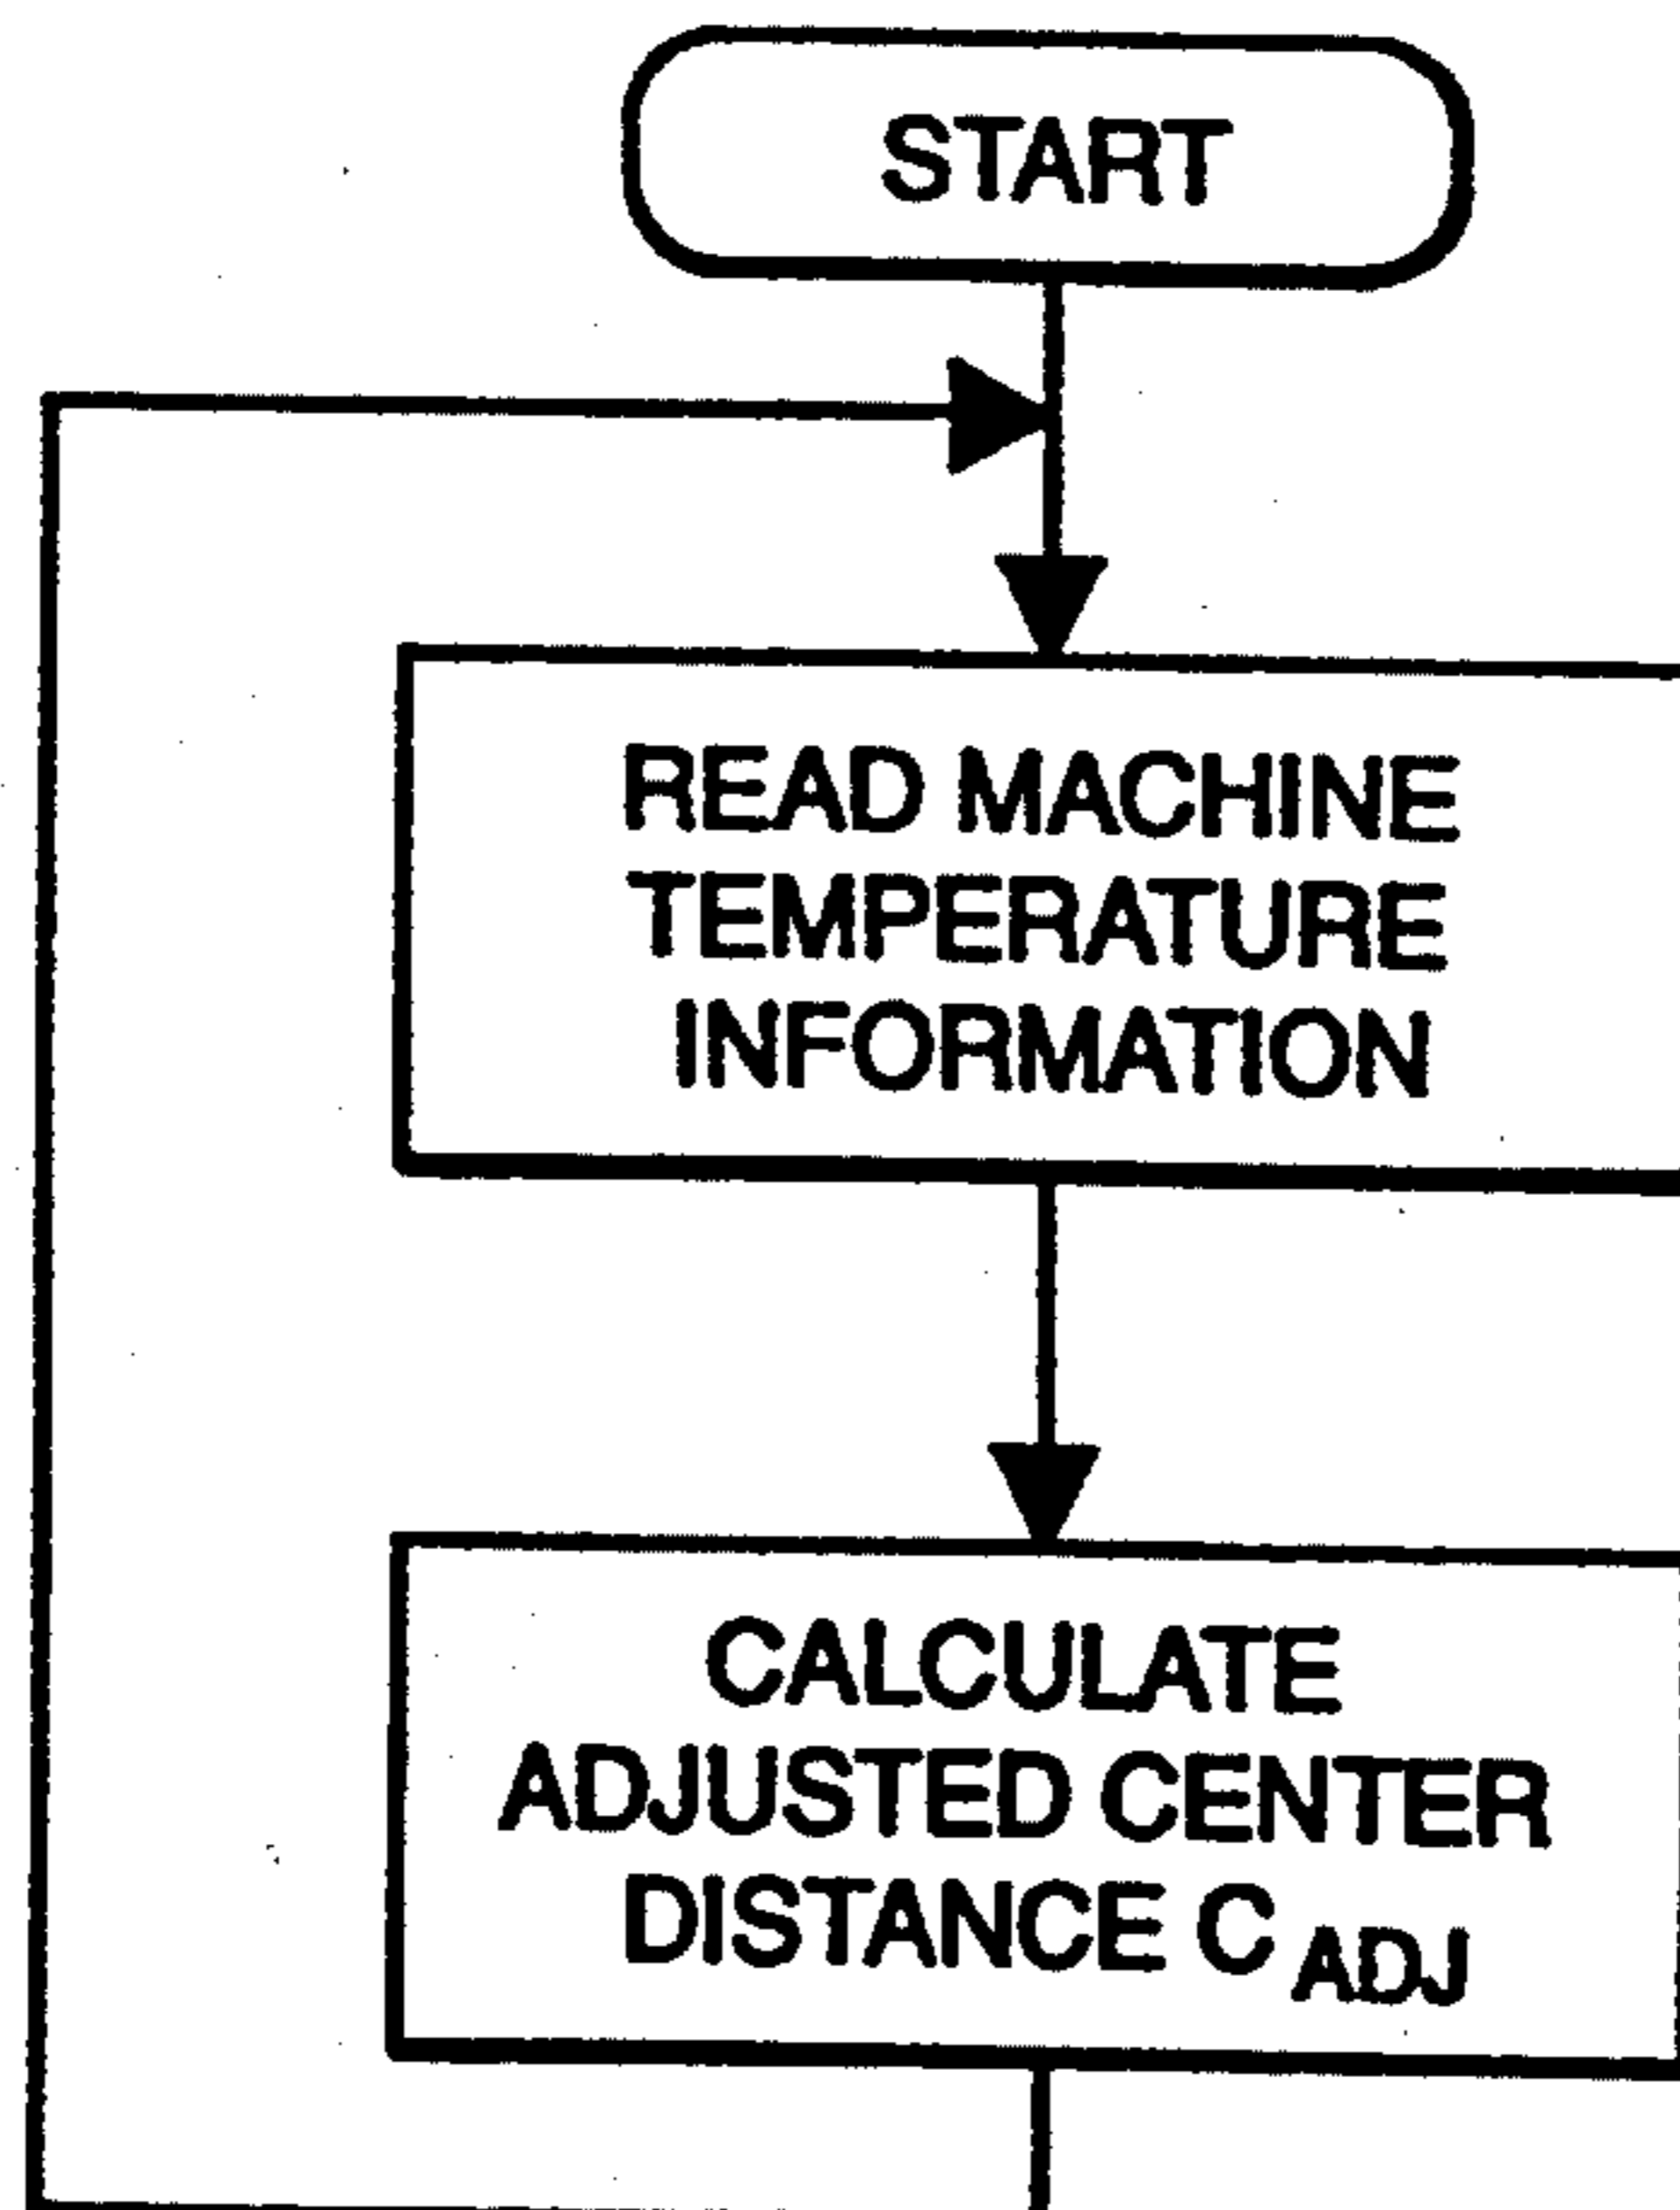 START
READ MACHINE
TEMPERATURE
INFORMATION
CALCULATE
ADJUSTED CENTER
DISTANCE C ADJ